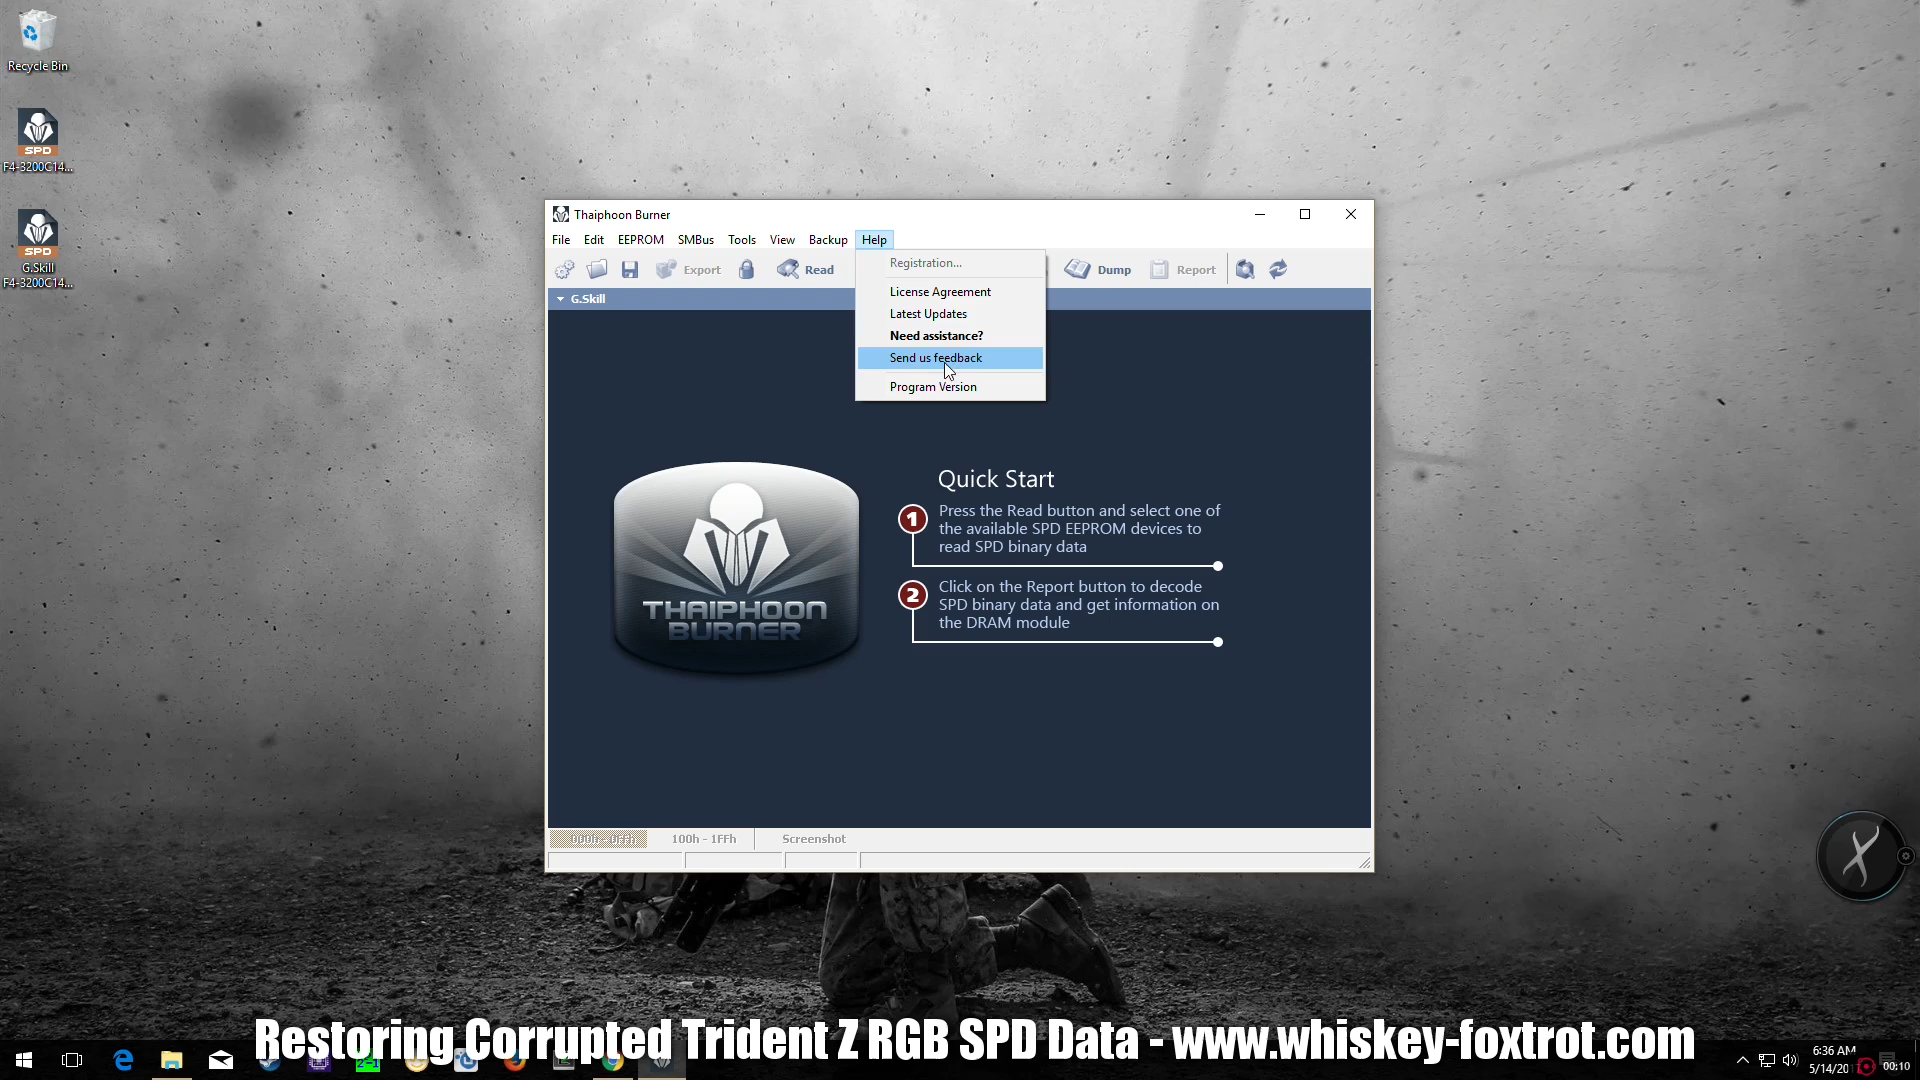 Recycle Bin
SPD
F4-3200C14...
SPD
G.Skill
F4-3200C14...
Thaiphoon Burner
File Edit EEPROM SMBus Tools View Backup Help
Export Read Dump Report
G.Skill
Registration...
License Agreement
Latest Updates
Need assistance?
Send us feedback
Program Version
THAIPHOON
BURNER
Quick Start
1 Press the Read button and select one of
the available SPD EEPROM devices to
read SPD binary data
2 Click on the Report button to decode
SPD binary data and get information on
the DRAM module
000h - 0FFh 100h - 1FFh Screenshot
Restoring Corrupted Trident Z RGB SPD Data - www.whiskey-foxtrot.com
6:36 AM
5/14/201
00:10